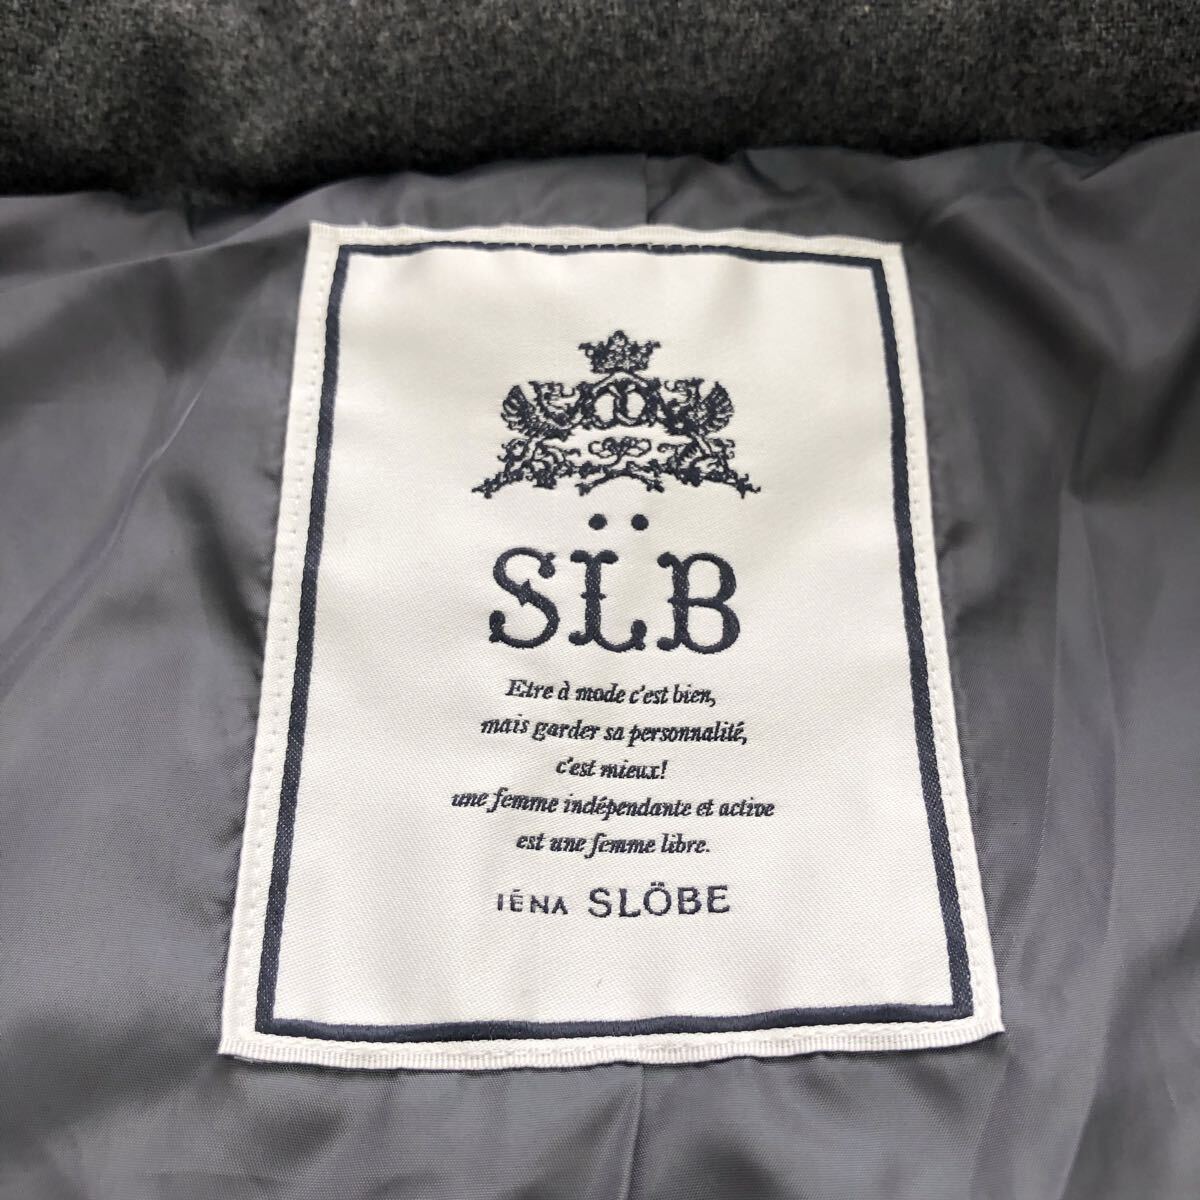 SL̈B
Etre à mode c'est bien,
mais garder sa personnalité,
c'est mieux!
une femme indépendante et active
est une femme libre.
IÉNA SLÖBE